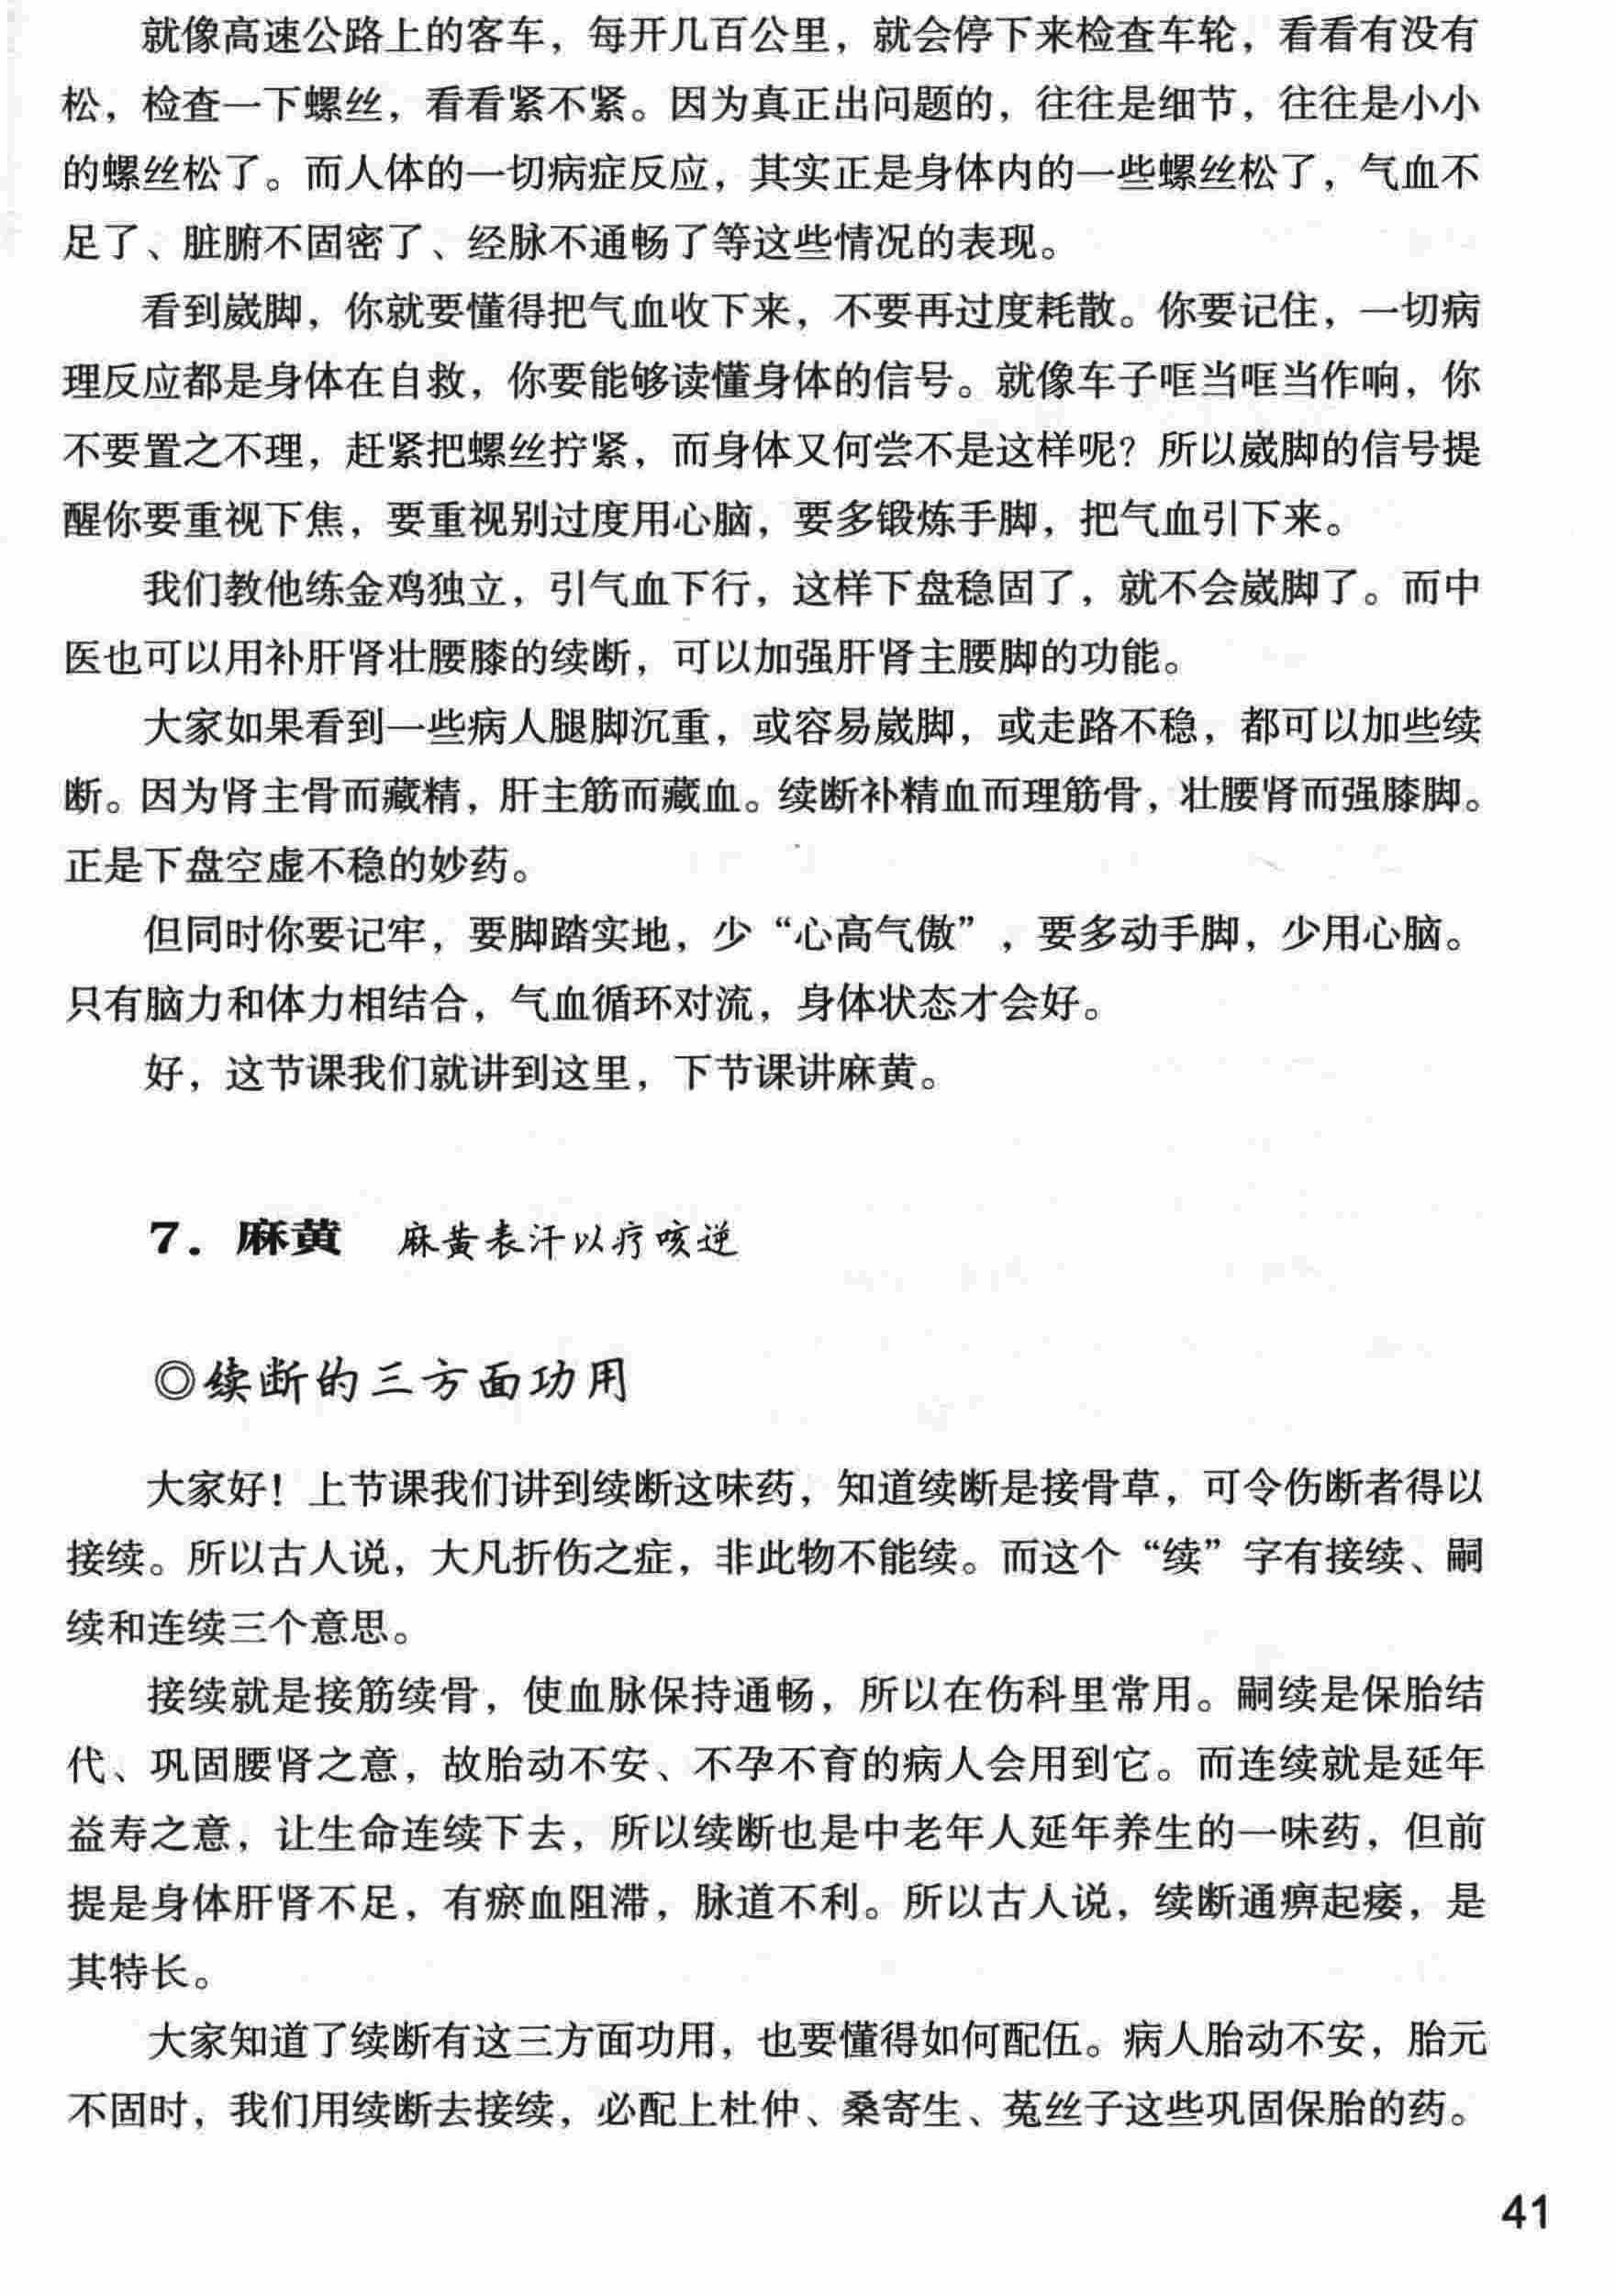 就像高速公路上的客车，每开几百公里，就会停下来检查车轮，看看有没有
松，检查一下螺丝，看看紧不紧。因为真正出问题的，往往是细节，往往是小小
的螺丝松了。而人体的一切病症反应，其实正是身体内的一些螺丝松了，气血不
足了、脏腑不固密了、经脉不通畅了等这些情况的表现。
看到崴脚，你就要懂得把气血收下来，不要再过度耗散。你要记住，一切病
理反应都是身体在自救，你要能够读懂身体的信号。就像车子哐当哐当作响，你
不要置之不理，赶紧把螺丝拧紧，而身体又何尝不是这样呢？所以崴脚的信号提
醒你要重视下焦，要重视别过度用心脑，要多锻炼手脚，把气血引下来。
我们教他练金鸡独立，引气血下行，这样下盘稳固了，就不会崴脚了。而中
医也可以用补肝肾壮腰膝的续断，可以加强肝肾主腰脚的功能。
大家如果看到一些病人腿脚沉重，或容易崴脚，或走路不稳，都可以加些续
断。因为肾主骨而藏精，肝主筋而藏血。续断补精血而理筋骨，壮腰肾而强膝脚。
正是下盘空虚不稳的妙药。
但同时你要记牢，要脚踏实地，少“心高气傲”，要多动手脚，少用心脑。
只有脑力和体力相结合，气血循环对流，身体状态才会好。
好，这节课我们就讲到这里，下节课讲麻黄。
7．麻黄 麻黄表汗以疗咳逆
◎续断的三方面功用
大家好！上节课我们讲到续断这味药，知道续断是接骨草，可令伤断者得以
接续。所以古人说，大凡折伤之症，非此物不能续。而这个“续”字有接续、嗣
续和连续三个意思。
接续就是接筋续骨，使血脉保持通畅，所以在伤科里常用。嗣续是保胎结
代、巩固腰肾之意，故胎动不安、不孕不育的病人会用到它。而连续就是延年
益寿之意，让生命连续下去，所以续断也是中老年人延年养生的一味药，但前
提是身体肝肾不足，有瘀血阻滞，脉道不利。所以古人说，续断通痹起痿，是
其特长。
大家知道了续断有这三方面功用，也要懂得如何配伍。病人胎动不安，胎元
不固时，我们用续断去接续，必配上杜仲、桑寄生、菟丝子这些巩固保胎的药。
41